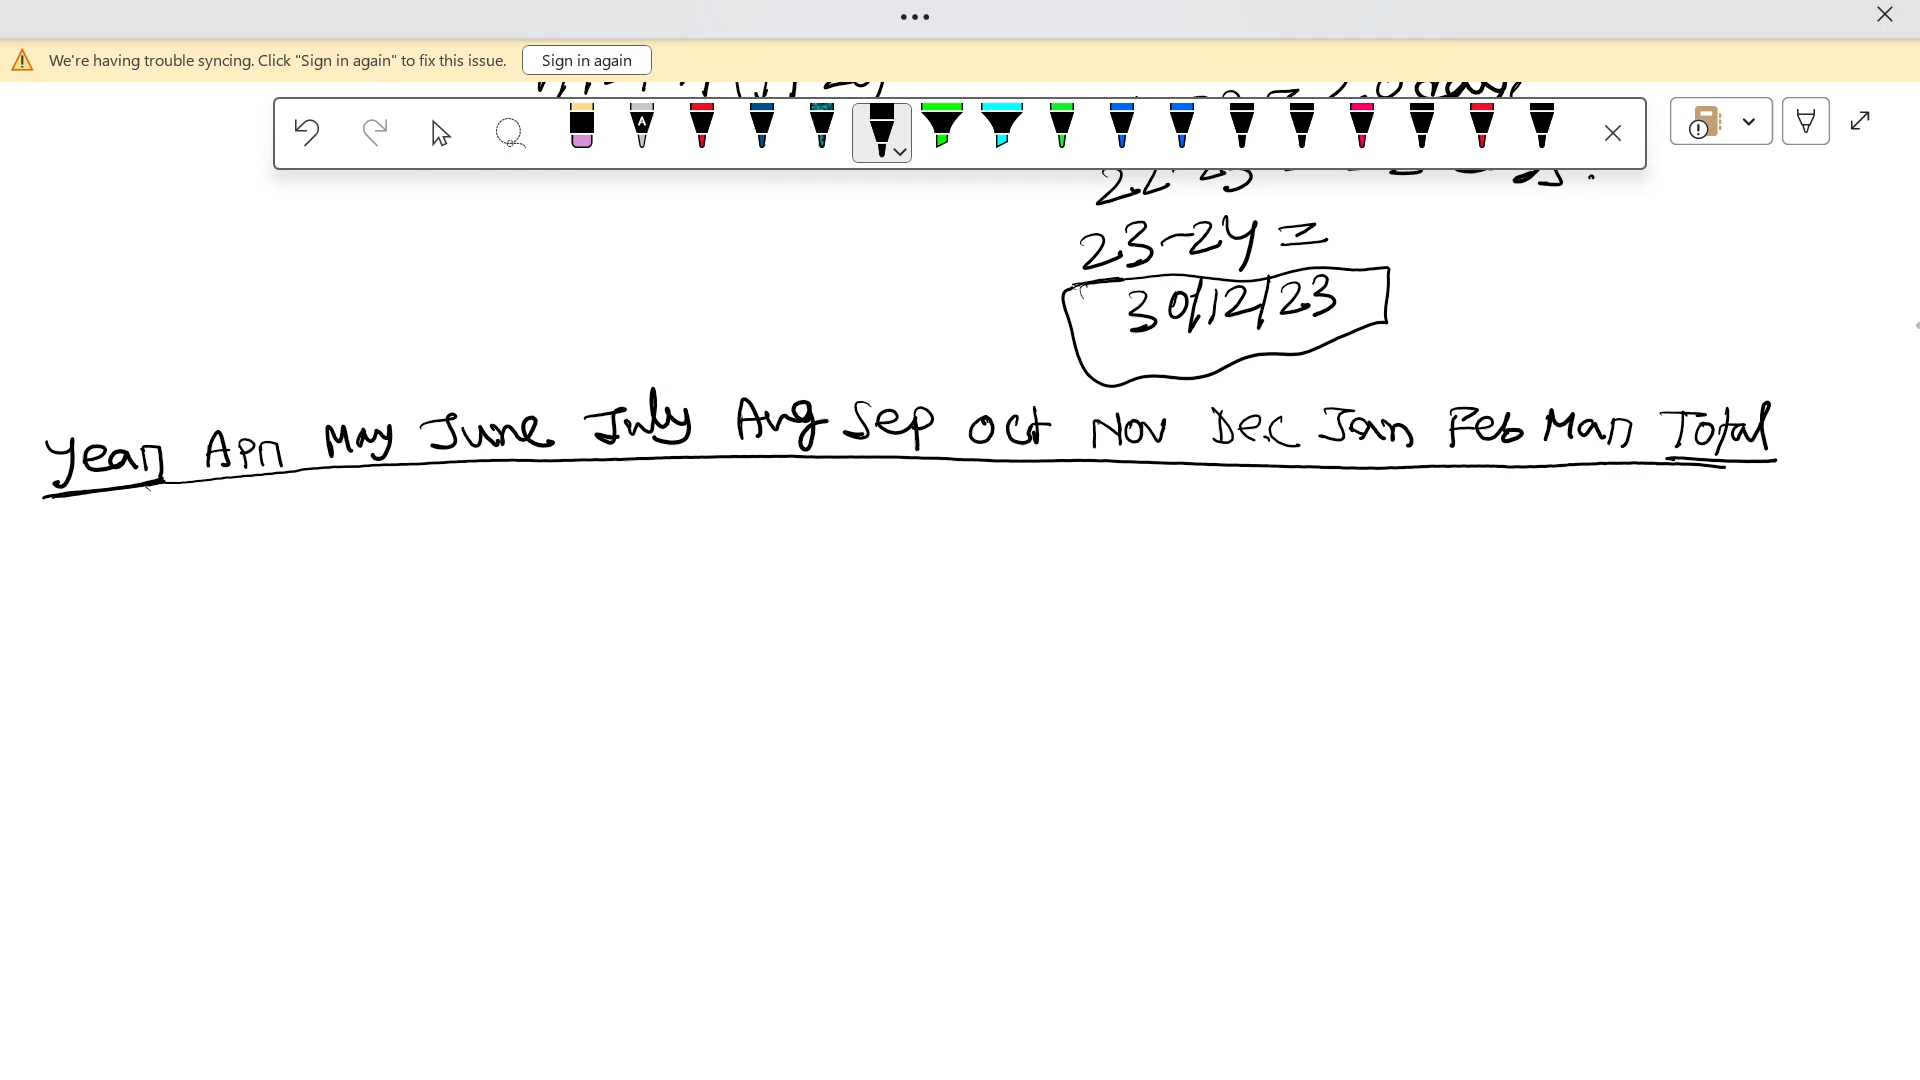 We're having trouble syncing. Click "Sign in again" to fix this issue. Sign in again
A
23-24 =
30/12/23
Year Apr May June July Aug Sep Oct Nov Dec Jan Feb Mar Total